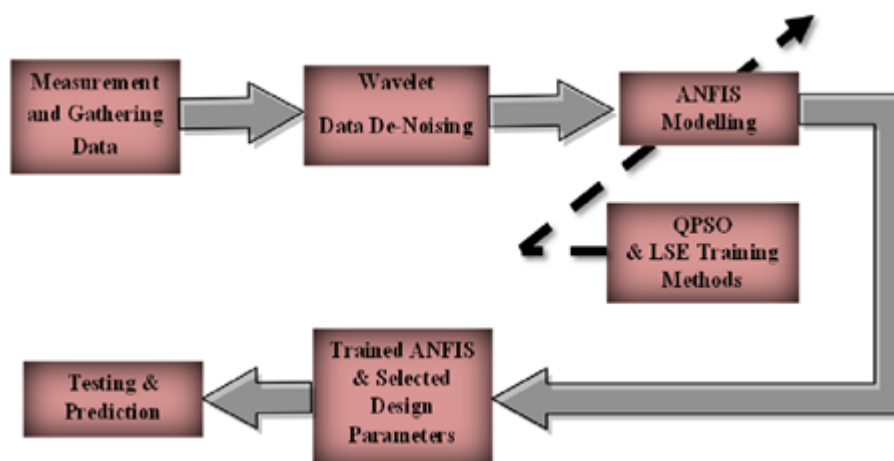 Measurement
and Gathering
Data
Wavelet
Data De-Noising
ANFIS
Modelling
QPSO
& LSE Training
Methods
Trained ANFIS
& Selected
Design
Parameters
Testing &
Prediction